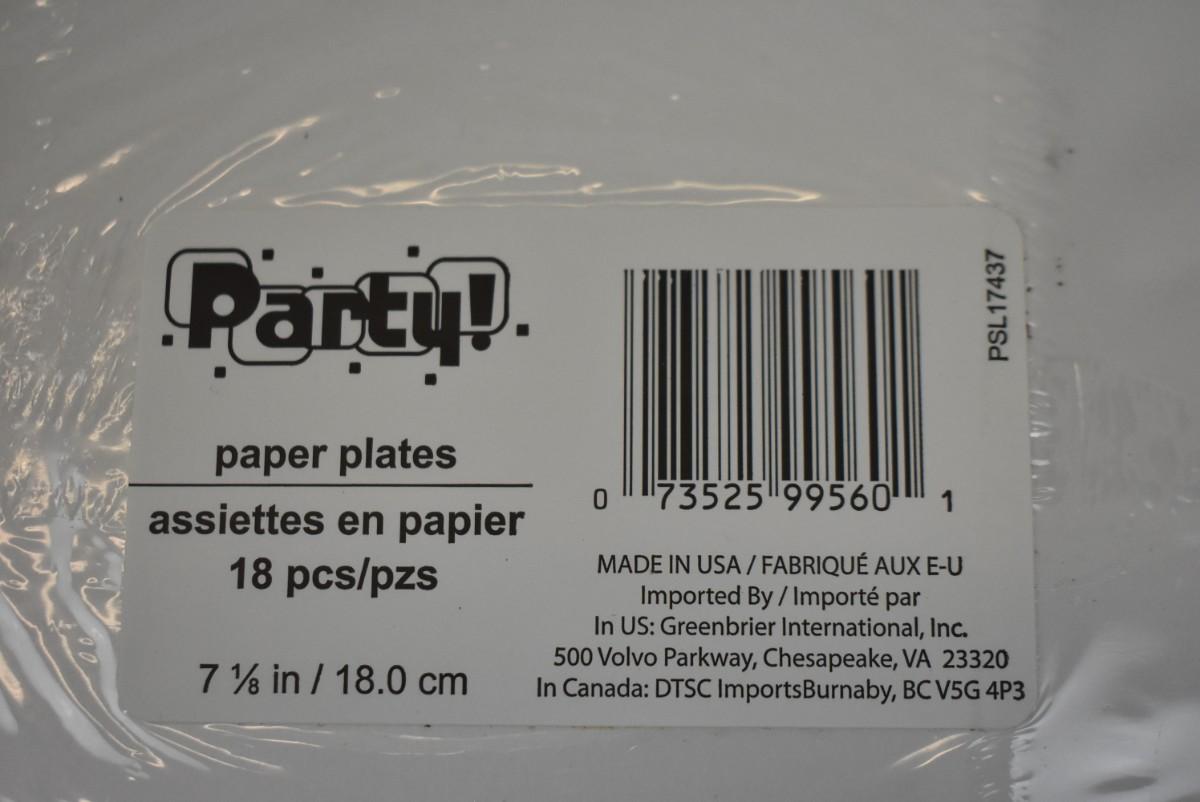 Party!
paper plates
assiettes en papier
18 pcs/pzs
7 ⅛ in / 18.0 cm
PSL17437
0 73525 99560 1
MADE IN USA / FABRIQUÉ AUX E-U
Imported By / Importé par
In US: Greenbrier International, Inc.
500 Volvo Parkway, Chesapeake, VA 23320
In Canada: DTSC ImportsBurnaby, BC V5G 4P3